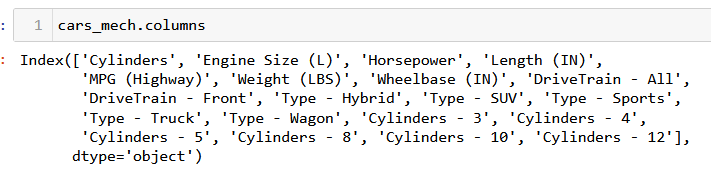 1 cars_mech.columns
Index(['Cylinders', 'Engine Size (L)', 'Horsepower', 'Length (IN)',
'MPG (Highway)', 'Weight (LBS)', 'Wheelbase (IN)', 'DriveTrain - All',
'DriveTrain - Front', 'Type - Hybrid', 'Type - SUV', 'Type - Sports',
'Type - Truck', 'Type - Wagon', 'Cylinders - 3', 'Cylinders - 4',
'Cylinders - 5', 'Cylinders - 8', 'Cylinders - 10', 'Cylinders - 12'],
dtype='object')